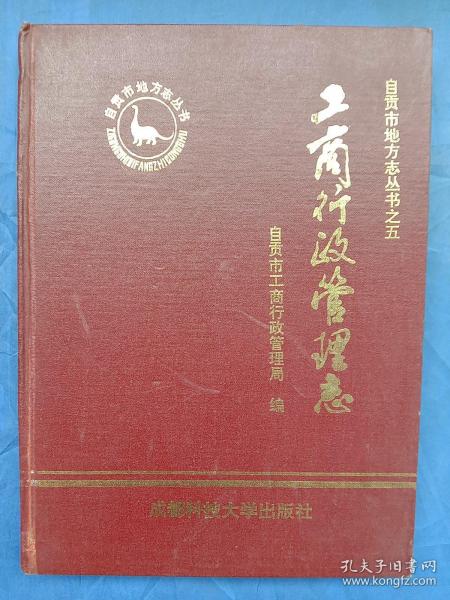 自贡市地方志丛书之五
工商行政管理志
自贡市工商行政管理局 编
自贡市地方志丛书
ZIGONGSHIDIFANGZHICONGSHU
成都科技大学出版社
孔夫子旧书网
www.kongfz.com